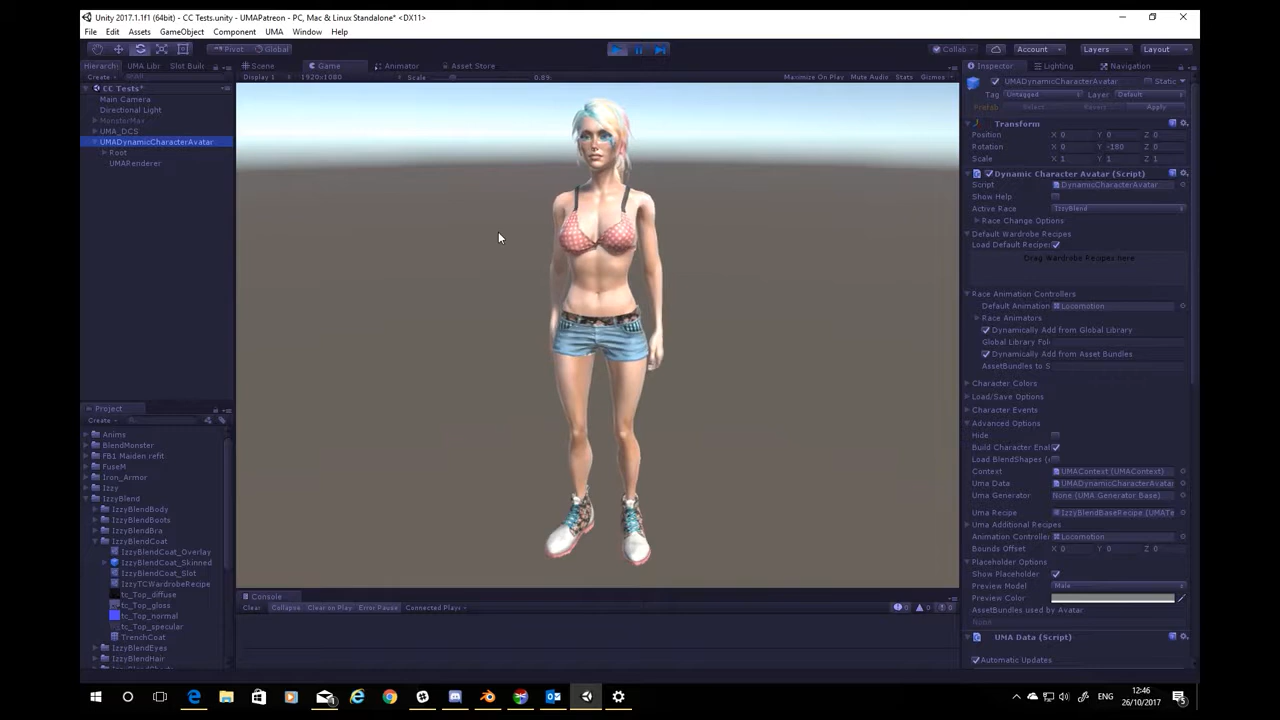 Unity 2017.1.1f1 (64bit) - CC Tests.unity - UMAPatreon - PC, Mac & Linux Standalone* <DX11>
File Edit Assets GameObject Component UMA Window Help
Pivot Global Collab Account Layers Layout
Hierarch UMA Libr Slot Build Scene Game Animator Asset Store Inspector Lighting Navigation
Create Display 1 1920x1080 Scale 0.89: Maximize On Play Mute Audio Stats Gizmos
CC Tests*
Main Camera
Directional Light
MonsterMax
UMA_DCS
UMADynamicCharacterAvatar
Root
UMARenderer
UMADynamicCharacterAvatar Static
Tag Untagged Layer Default
Prefab Select Revert Apply
Transform
Position X 0 Y 0 Z 0
Rotation X 0 Y -180 Z 0
Scale X 1 Y 1 Z 1
Dynamic Character Avatar (Script)
Script DynamicCharacterAvatar
Show Help
Active Race IzzyBlend
Race Change Options
Default Wardrobe Recipes
Load Default Recipe
Drag Wardrobe Recipes here
Race Animation Controllers
Default Animation Locomotion
Race Animators
Dynamically Add from Global Library
Global Library Fol
Dynamically Add from Asset Bundles
AssetBundles to S
Character Colors
Load/Save Options
Character Events
Advanced Options
Hide
Build Character Enal
Load BlendShapes (
Context UMAContext (UMAContext)
Uma Data UMADynamicCharacterAvatar
Uma Generator None (UMA Generator Base)
Uma Recipe IzzyBlendBaseRecipe (UMATe
Uma Additional Recipes
Animation Controller Locomotion
Bounds Offset X 0 Y 0 Z 0
Placeholder Options
Show Placeholder
Preview Model Male
Preview Color
AssetBundles used by Avatar
None
UMA Data (Script)
Automatic Updates
Project
Create
Anims
BlendMonster
FB1 Maiden refit
FuseM
Iron_Armor
Izzy
IzzyBlend
IzzyBlendBody
IzzyBlendBoots
IzzyBlendBra
IzzyBlendCoat
IzzyBlendCoat_Overlay
IzzyBlendCoat_Skinned
IzzyBlendCoat_Slot
IzzyTCWardrobeRecipe
tc_Top_diffuse
tc_Top_gloss
tc_Top_normal
tc_Top_specular
TrenchCoat
IzzyBlendEyes
IzzyBlendHair
Console
Clear Collapse Clear on Play Error Pause Connected Play 0 0 0
ENG
12:46
26/10/2017
5